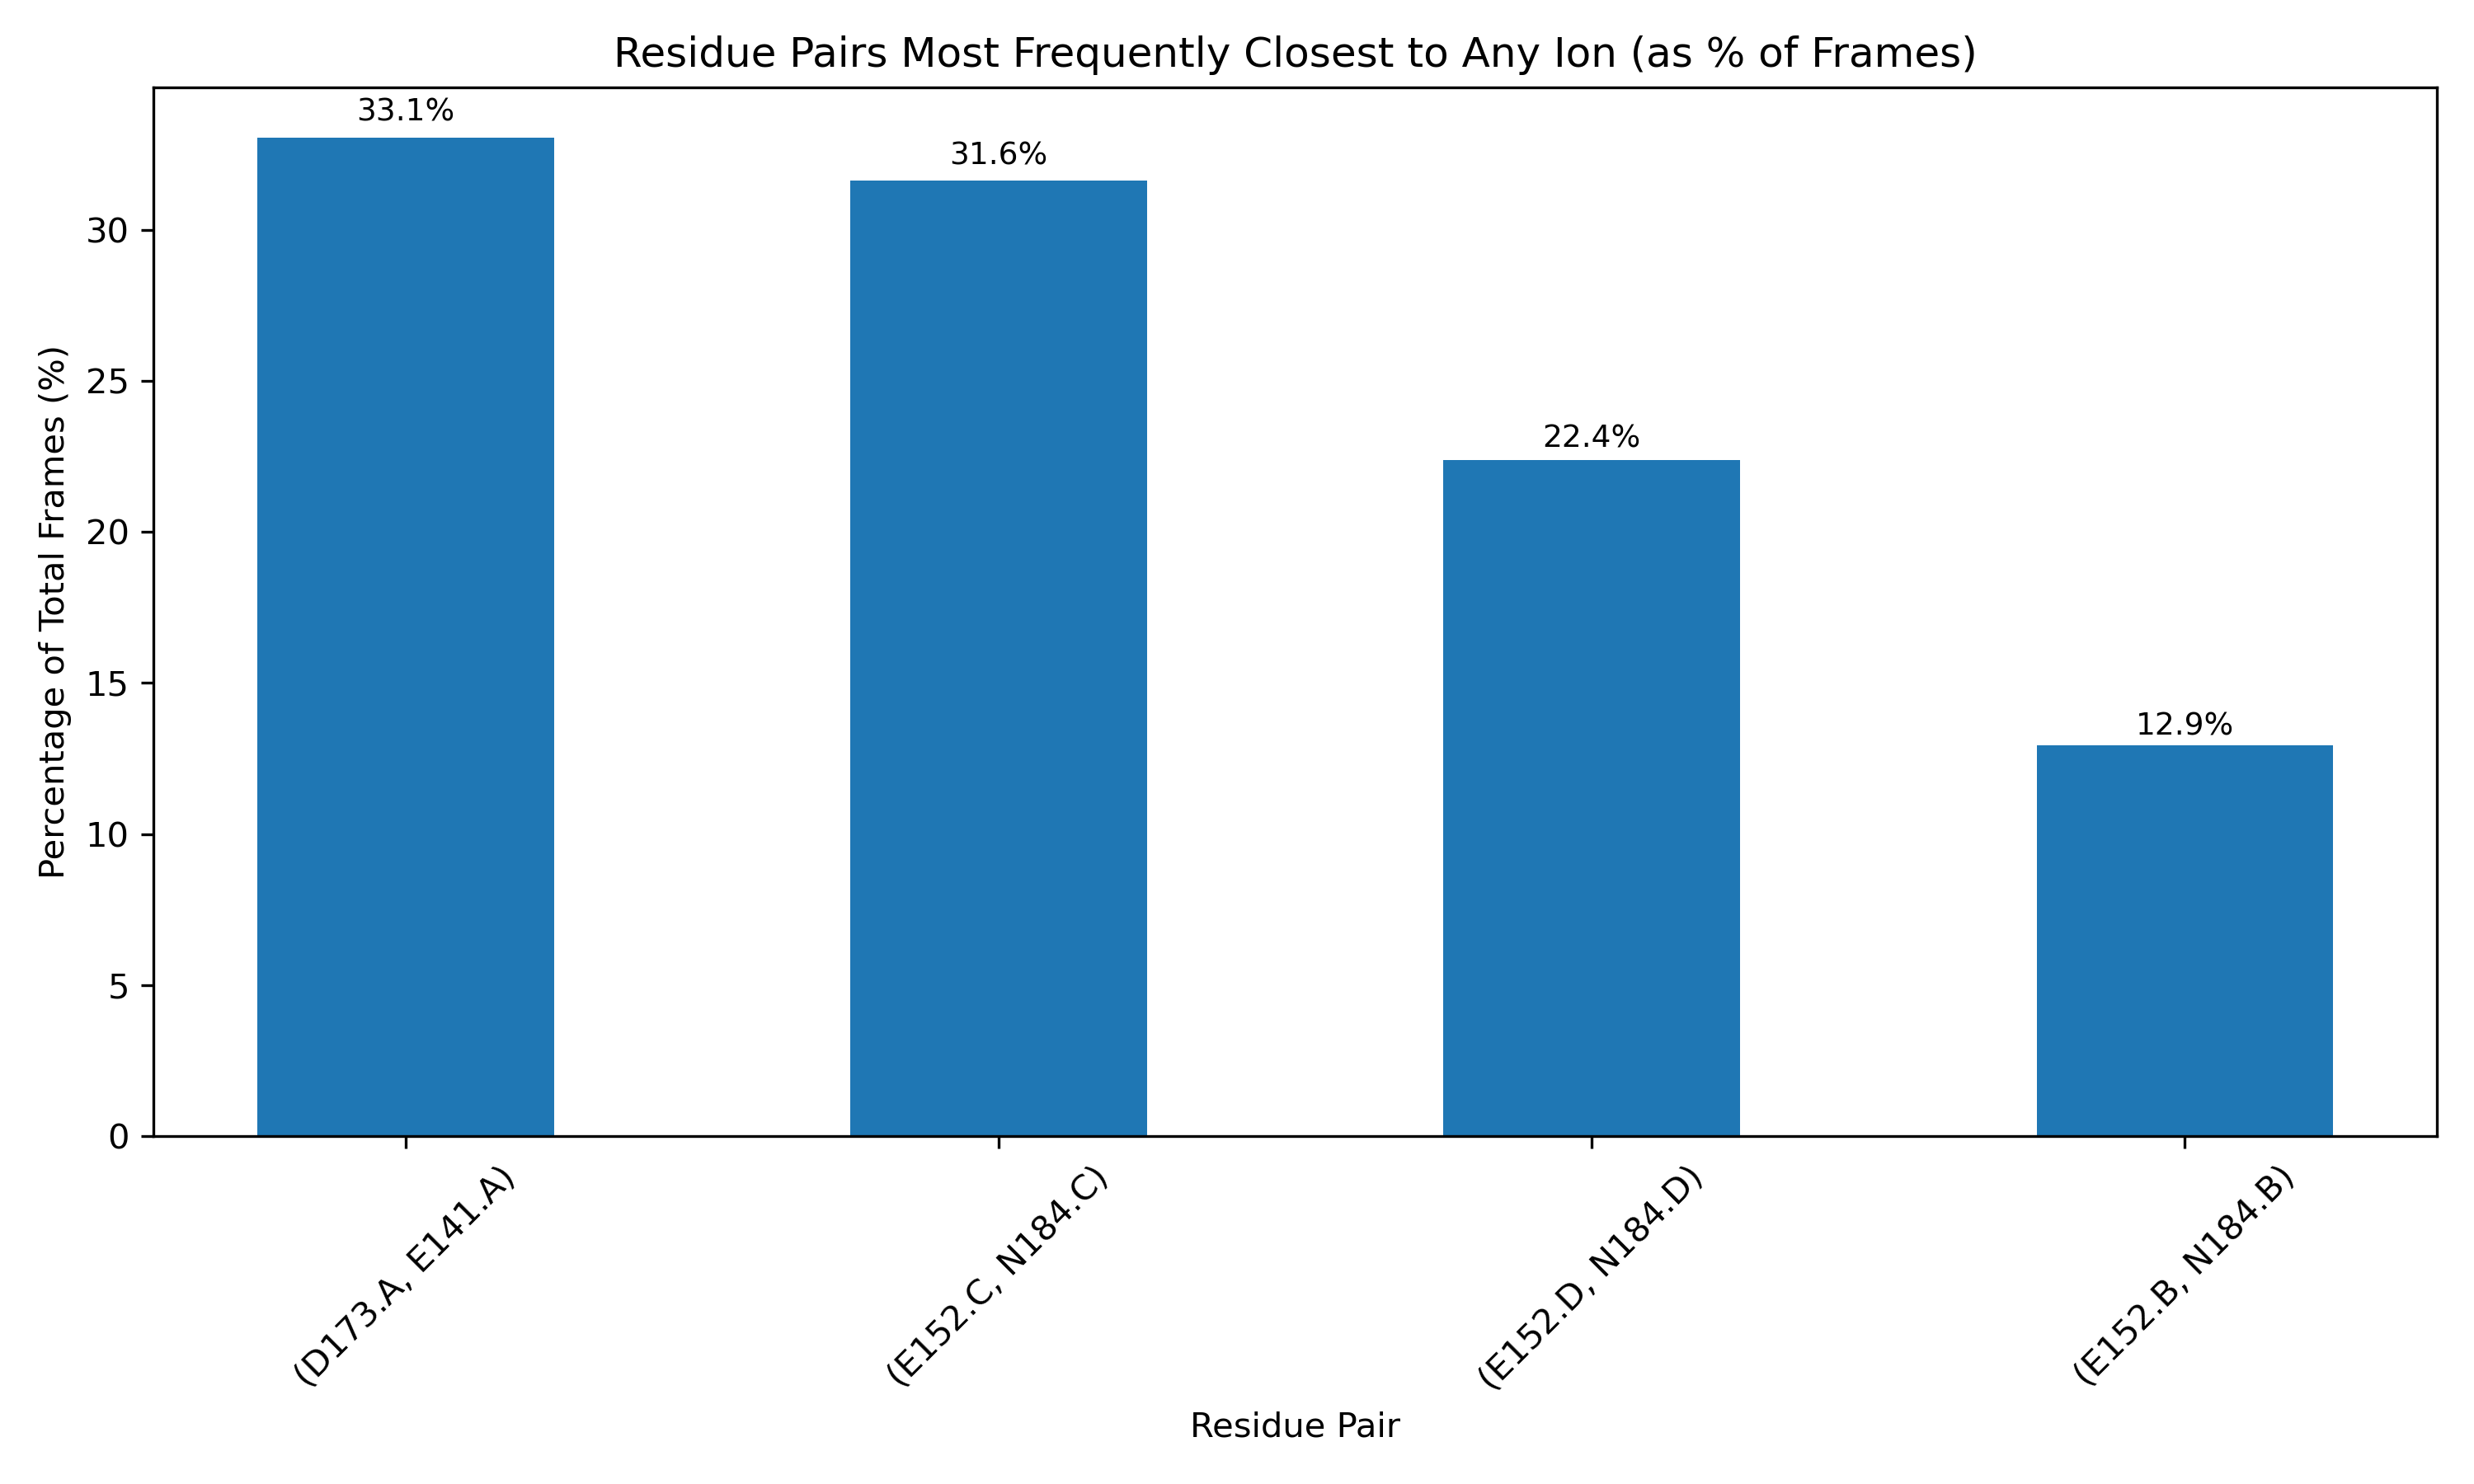 Residue Pairs Most Frequently Closest to Any Ion (as % of Frames)
33.1%
31.6%
22.4%
12.9%
Percentage of Total Frames (%)
30
25
20
15
10
5
0
(D173.A, E141.A)
(E152.C, N184.C)
(E152.D, N184.D)
(E152.B, N184.B)
Residue Pair